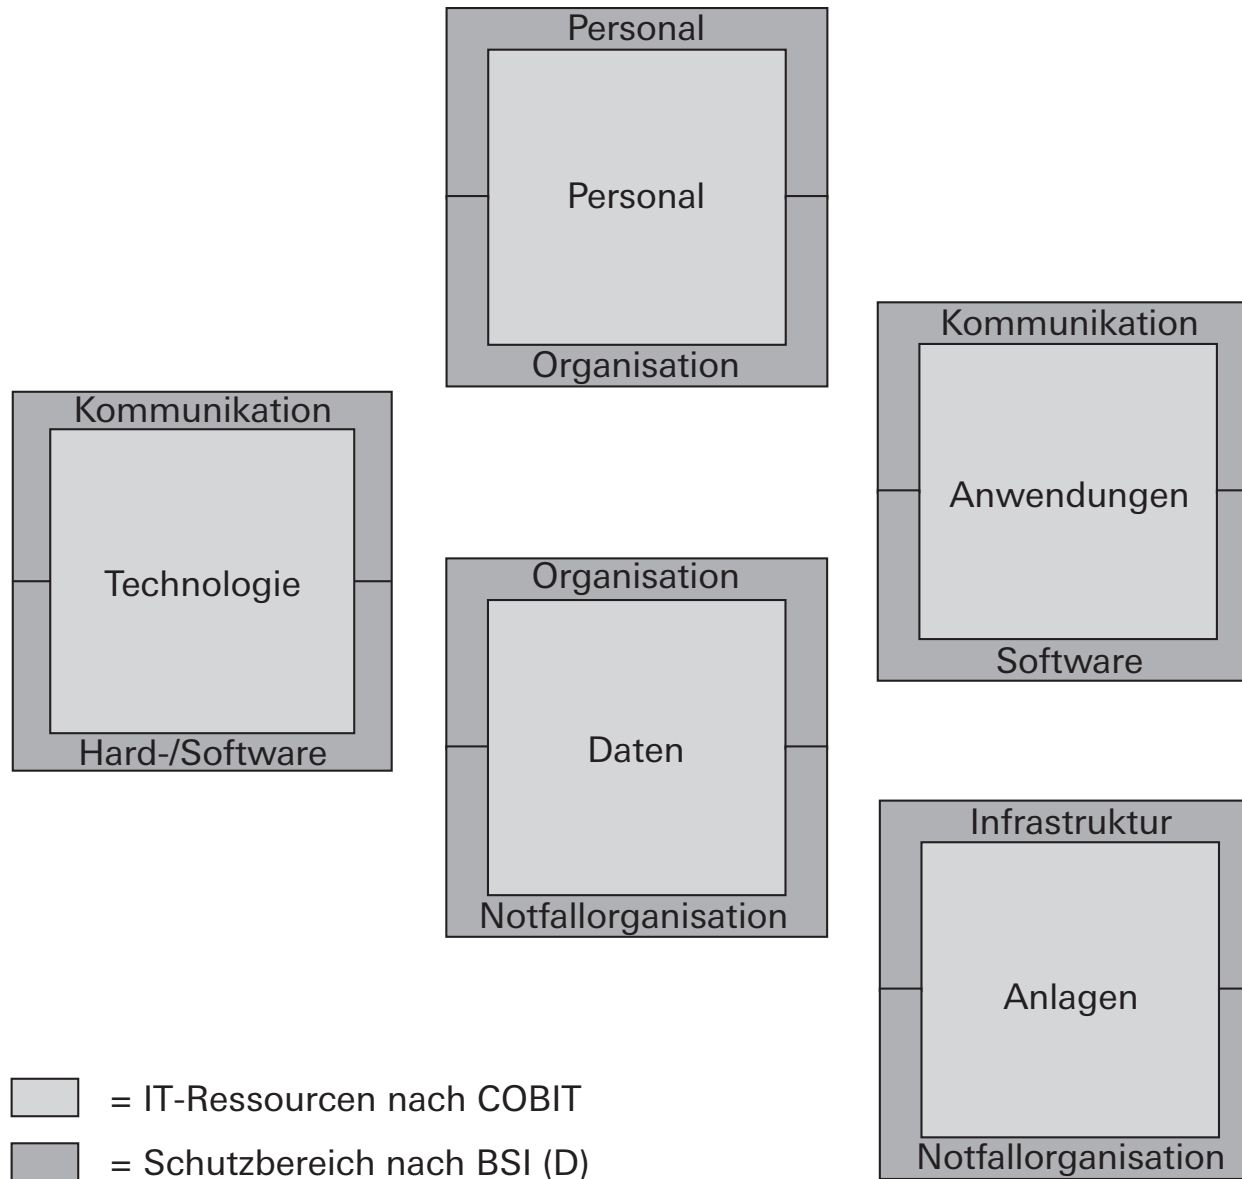 Personal
Personal
Organisation
Kommunikation
Anwendungen
Software
Kommunikation
Technologie
Hard-/Software
Organisation
Daten
Notfallorganisation
Infrastruktur
Anlagen
Notfallorganisation
= IT-Ressourcen nach COBIT
= Schutzbereich nach BSI (D)